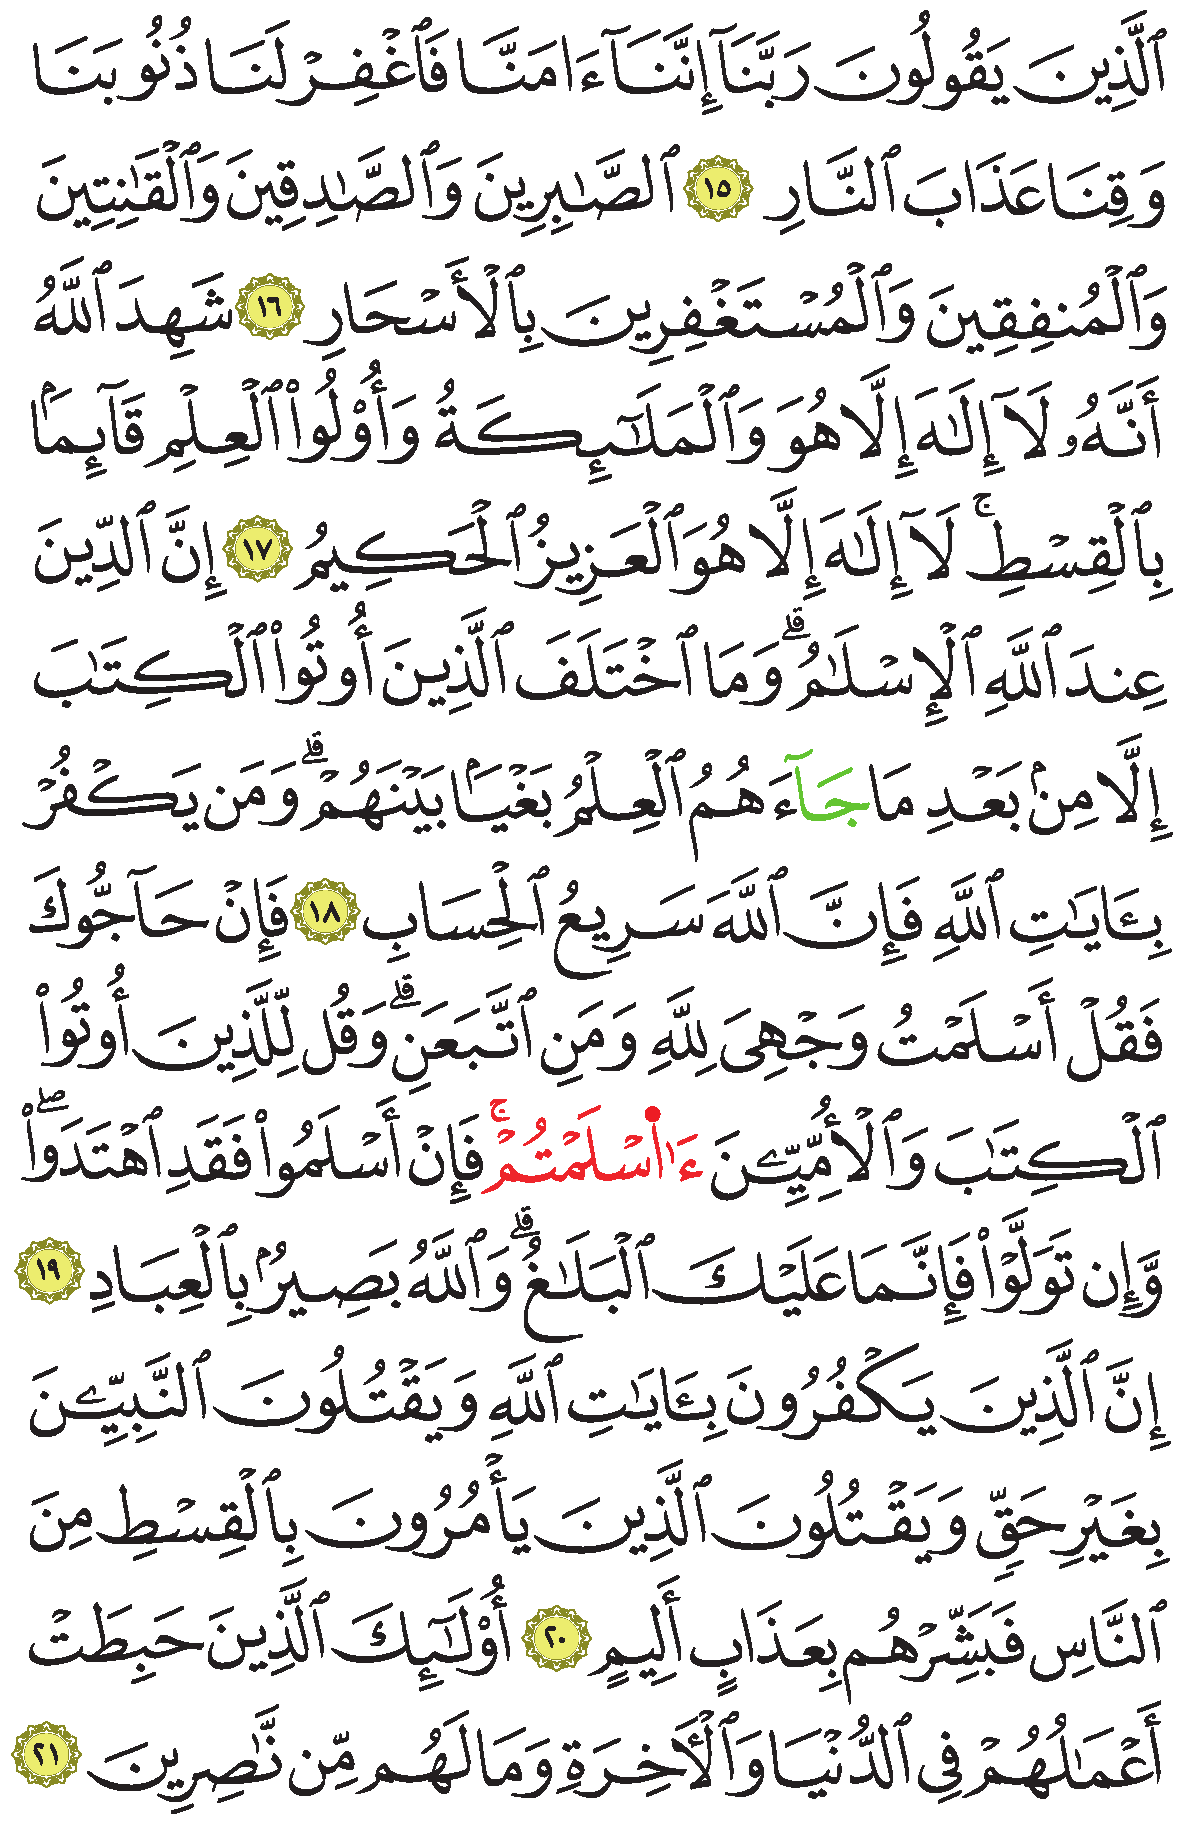 ٱلَّذِينَ يَقُولُونَ رَبَّنَآ إِنَّنَآ ءَامَنَّا فَٱغۡفِرۡ لَنَا ذُنُوبَنَا
وَقِنَا عَذَابَ ٱلنَّارِ ١٥ ٱلصَّٰبِرِينَ وَٱلصَّٰدِقِينَ وَٱلۡقَٰنِتِينَ
وَٱلۡمُنفِقِينَ وَٱلۡمُسۡتَغۡفِرِينَ بِٱلۡأَسۡحَارِ ١٦ شَهِدَ ٱللَّهُ
أَنَّهُۥ لَآ إِلَٰهَ إِلَّا هُوَ وَٱلۡمَلَٰٓئِكَةُ وَأُوْلُواْ ٱلۡعِلۡمِ قَآئِمَۢا
بِٱلۡقِسۡطِۚ لَآ إِلَٰهَ إِلَّا هُوَ ٱلۡعَزِيزُ ٱلۡحَكِيمُ ١٧ إِنَّ ٱلدِّينَ
عِندَ ٱللَّهِ ٱلۡإِسۡلَٰمُۗ وَمَا ٱخۡتَلَفَ ٱلَّذِينَ أُوتُواْ ٱلۡكِتَٰبَ
إِلَّا مِنۢ بَعۡدِ مَا جَآءَهُمُ ٱلۡعِلۡمُ بَغۡيَۢا بَيۡنَهُمۡۗ وَمَن يَكۡفُرۡ
بِـَٔايَٰتِ ٱللَّهِ فَإِنَّ ٱللَّهَ سَرِيعُ ٱلۡحِسَابِ ١٨ فَإِنۡ حَآجُّوكَ
فَقُلۡ أَسۡلَمۡتُ وَجۡهِيَ لِلَّهِ وَمَنِ ٱتَّبَعَنِۗ وَقُل لِّلَّذِينَ أُوتُواْ
ٱلۡكِتَٰبَ وَٱلۡأُمِّيِّـۧنَ ءَا۬سۡلَمۡتُمۡۚ فَإِنۡ أَسۡلَمُواْ فَقَدِ ٱهۡتَدَواْۖ
وَّإِن تَوَلَّوۡاْ فَإِنَّمَا عَلَيۡكَ ٱلۡبَلَٰغُۗ وَٱللَّهُ بَصِيرُۢ بِٱلۡعِبَادِ ١٩
إِنَّ ٱلَّذِينَ يَكۡفُرُونَ بِـَٔايَٰتِ ٱللَّهِ وَيَقۡتُلُونَ ٱلنَّبِيِّـۧنَ
بِغَيۡرِ حَقّٖ وَيَقۡتُلُونَ ٱلَّذِينَ يَأۡمُرُونَ بِٱلۡقِسۡطِ مِنَ
ٱلنَّاسِ فَبَشِّرۡهُم بِعَذَابٍ أَلِيمٍ ٢٠ أُوْلَٰٓئِكَ ٱلَّذِينَ حَبِطَتۡ
أَعۡمَٰلُهُمۡ فِي ٱلدُّنۡيَا وَٱلۡأٓخِرَةِ وَمَا لَهُم مِّن نَّٰصِرِينَ ٢١